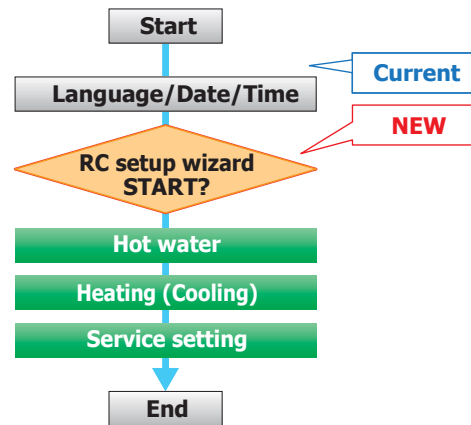 Start
Current
Language/Date/Time
NEW
RC setup wizard
START?
Hot water
Heating (Cooling)
Service setting
End